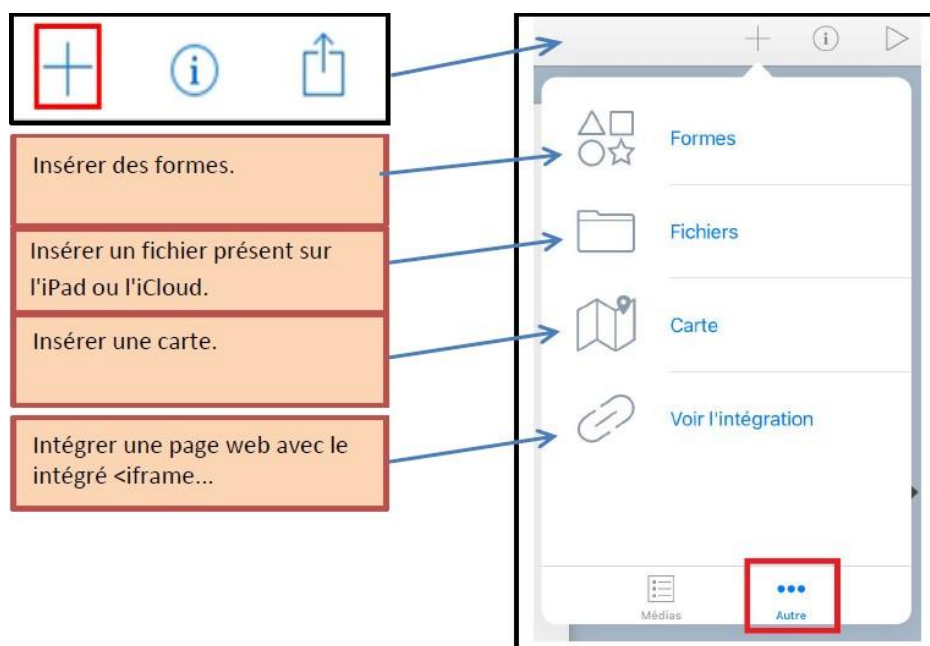 Insérer des formes.
Insérer un fichier présent sur
l'iPad ou l'iCloud.
Insérer une carte.
Intégrer une page web avec le
intégré <iframe...
Formes
Fichiers
Carte
Voir l'intégration
Médias
Autre